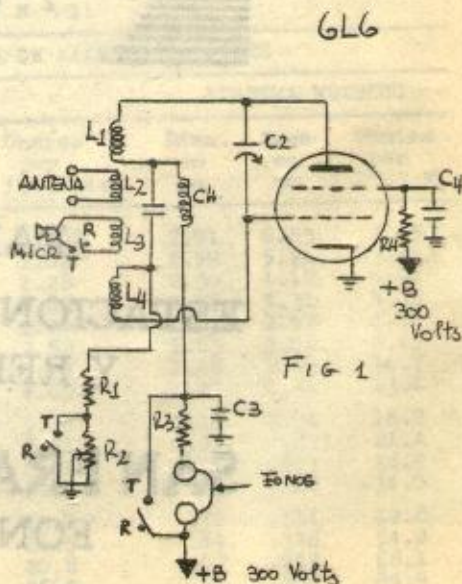 6L6
L1
C2
ANTENA
L2
CH
C4
R
L3
MICR
T
R4
L4
+B
300
Volts
FIG 1
R1
T
R3
C3
R
R2
T
FONOS
R
+B 300 Volts